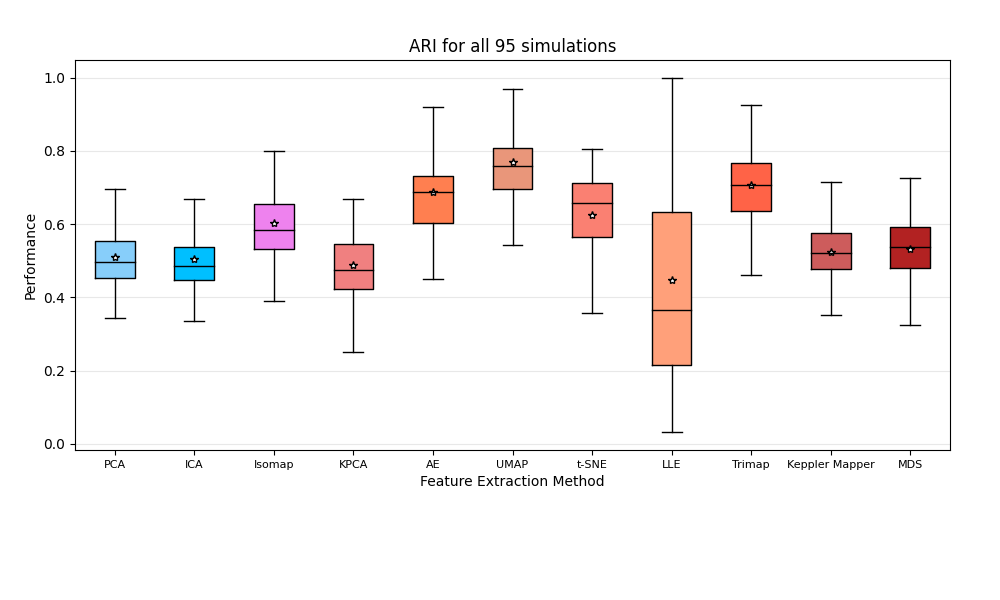 ARI for all 95 simulations
Performance
1.0
0.8
0.6
0.4
0.2
0.0
PCA ICA Isomap KPCA AE UMAP t-SNE LLE Trimap Keppler Mapper MDS
Feature Extraction Method